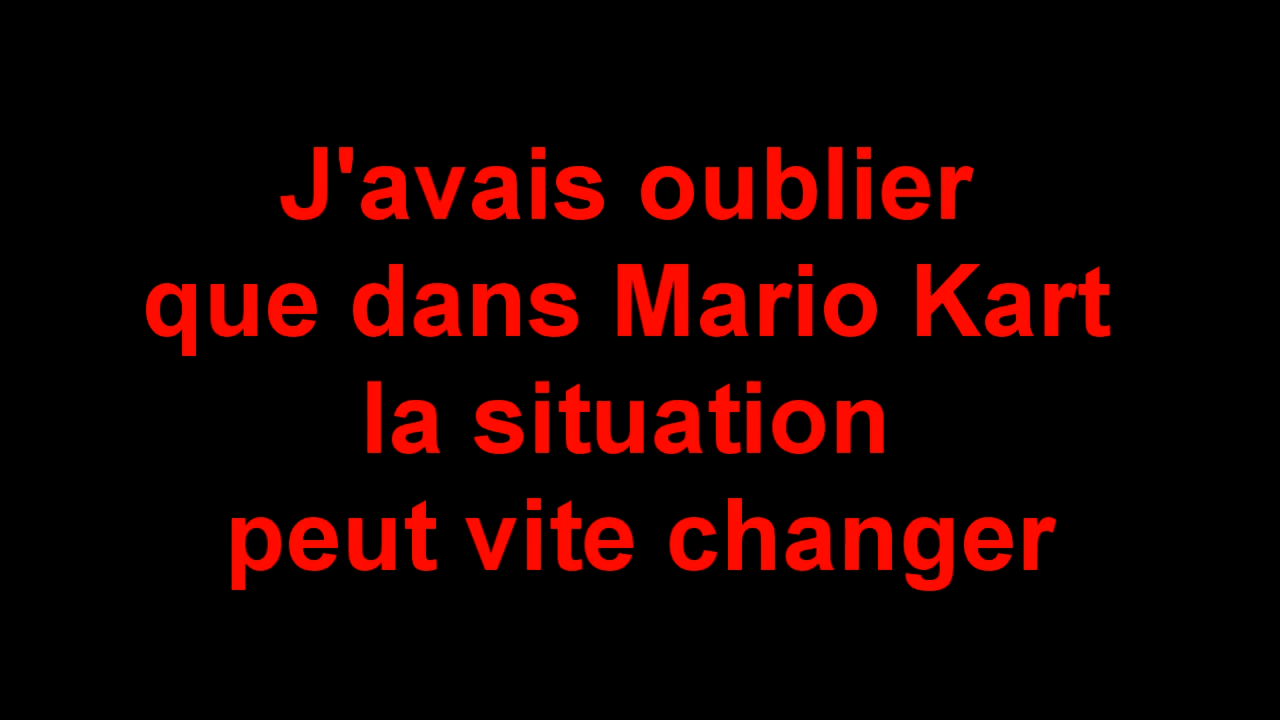 J'avais oublier
que dans Mario Kart
la situation
peut vite changer